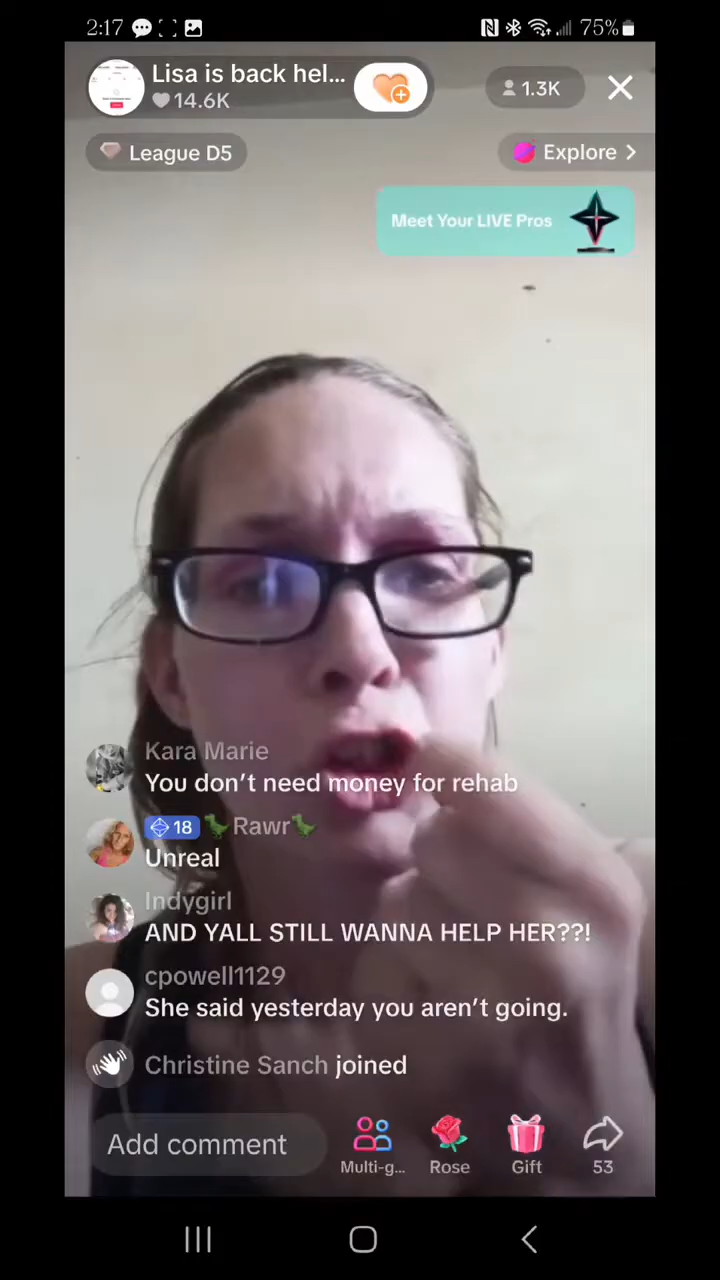 2:17
75%
Lisa is back hel...
14.6K
1.3K
League D5
Explore >
Meet Your LIVE Pros
Kara Marie
You don't need money for rehab
18 🦖Rawr🦖
Unreal
Indygirl
AND YALL STILL WANNA HELP HER??!
cpowell1129
She said yesterday you aren't going.
Christine Sanch joined
Add comment
Multi-g...
Rose
Gift
53